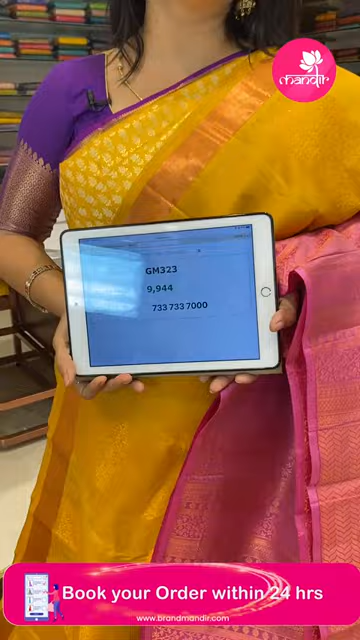 mandir
GM323
9,944
733 733 7000
Book your Order within 24 hrs
www.brandmandir.com